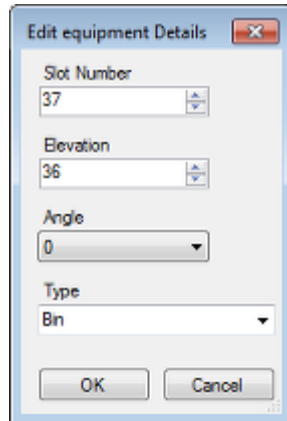 Edit equipment Details
Slot Number
37
Elevation
36
Angle
0
Type
Bin
OK
Cancel